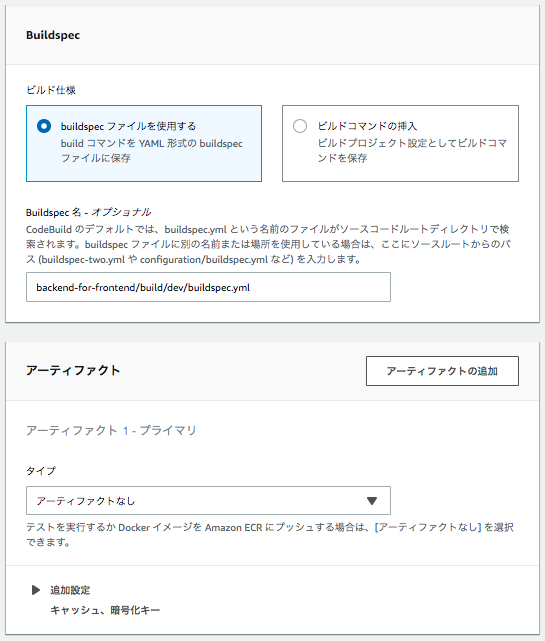 Buildspec
ビルド仕様
buildspec ファイルを使用する
build コマンドを YAML 形式の buildspec
ファイルに保存
ビルドコマンドの挿入
ビルドプロジェクト設定としてビルドコマ
ンドを保存
Buildspec 名 - オプショナル
CodeBuild のデフォルトでは、buildspec.yml という名前のファイルがソースコードルートディレクトリで検
索されます。buildspec ファイルに別の名前または場所を使用している場合は、ここにソースルートからのパ
ス (buildspec-two.yml や configuration/buildspec.yml など) を入力します。
backend-for-frontend/build/dev/buildspec.yml
アーティファクト
アーティファクトの追加
アーティファクト 1 - プライマリ
タイプ
アーティファクトなし
テストを実行するか Docker イメージを Amazon ECR にプッシュする場合は、[アーティファクトなし] を選択
できます。
追加設定
キャッシュ、暗号化キー